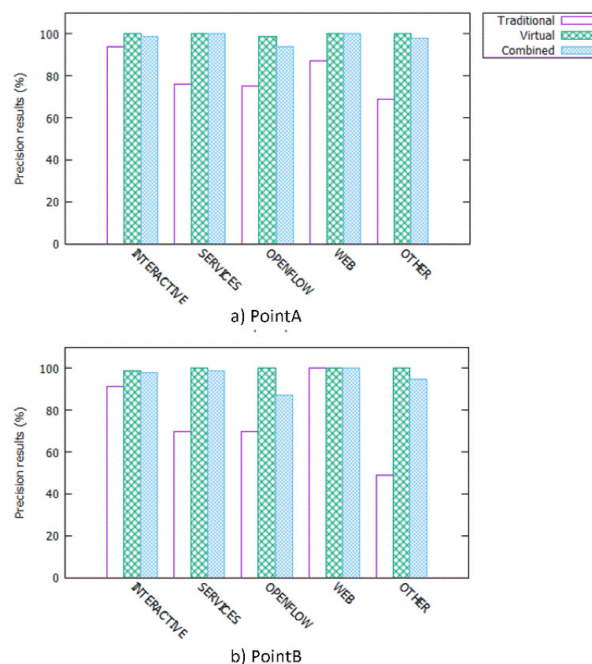 Traditional
Virtual
Combined
Precision results (%)
100
80
60
40
20
0
INTERACTIVE
SERVICES
OPENFLOW
WEB
OTHER
a) PointA
Precision results (%)
100
80
60
40
20
0
INTERACTIVE
SERVICES
OPENFLOW
WEB
OTHER
b) PointB